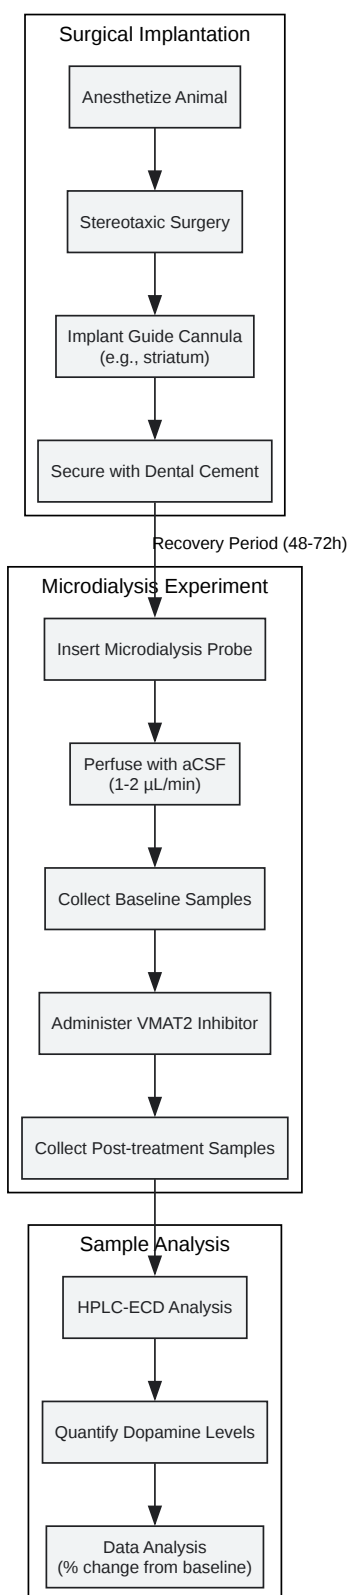 Surgical Implantation
Anesthetize Animal
Stereotaxic Surgery
Implant Guide Cannula
(e.g., striatum)
Secure with Dental Cement
Recovery Period (48-72h)
Microdialysis Experiment
Insert Microdialysis Probe
Perfuse with aCSF
(1-2 µL/min)
Collect Baseline Samples
Administer VMAT2 Inhibitor
Collect Post-treatment Samples
Sample Analysis
HPLC-ECD Analysis
Quantify Dopamine Levels
Data Analysis
(% change from baseline)